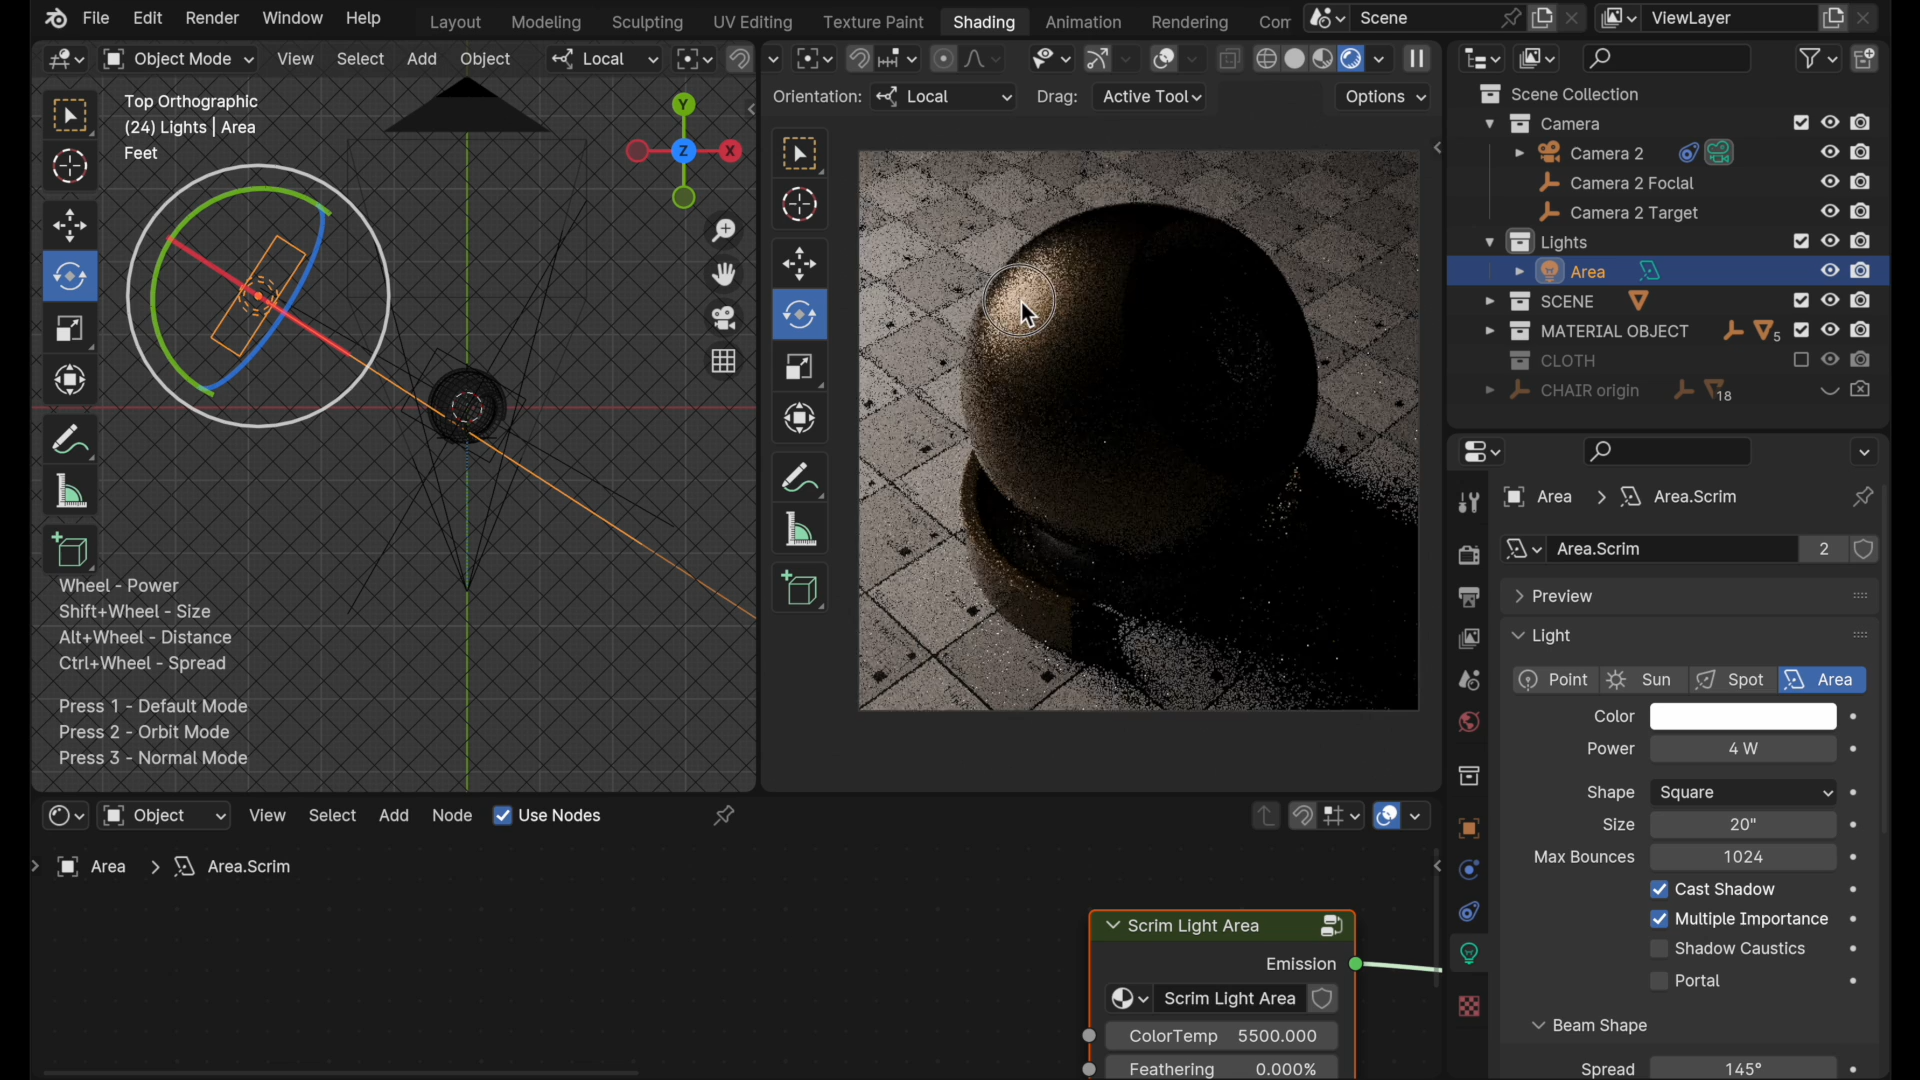 File Edit Render Window Help Layout Modeling Sculpting UV Editing Texture Paint Shading Animation Rendering Com Scene ViewLayer
Object Mode View Select Add Object Local
Orientation: Local Drag: Active Tool Options
Top Orthographic
(24) Lights | Area
Feet
Y
Z
X
Wheel - Power
Shift+Wheel - Size
Alt+Wheel - Distance
Ctrl+Wheel - Spread
Press 1 - Default Mode
Press 2 - Orbit Mode
Press 3 - Normal Mode
Scene Collection
Camera
Camera 2
Camera 2 Foclal
Camera 2 Target
Lights
Area
SCENE
MATERIAL OBJECT 5
CLOTH
CHAIR origin 18
Area > Area.Scrim
Area.Scrim 2
Preview
Light
Point Sun Spot Area
Color
Power 4 W
Shape Square
Size 20"
Max Bounces 1024
Cast Shadow
Multiple Importance
Shadow Caustics
Portal
Beam Shape
Spread 145°
Object View Select Add Node Use Nodes
Area > Area.Scrim
Scrim Light Area
Emission
Scrim Light Area
ColorTemp 5500.000
Feathering 0.000%